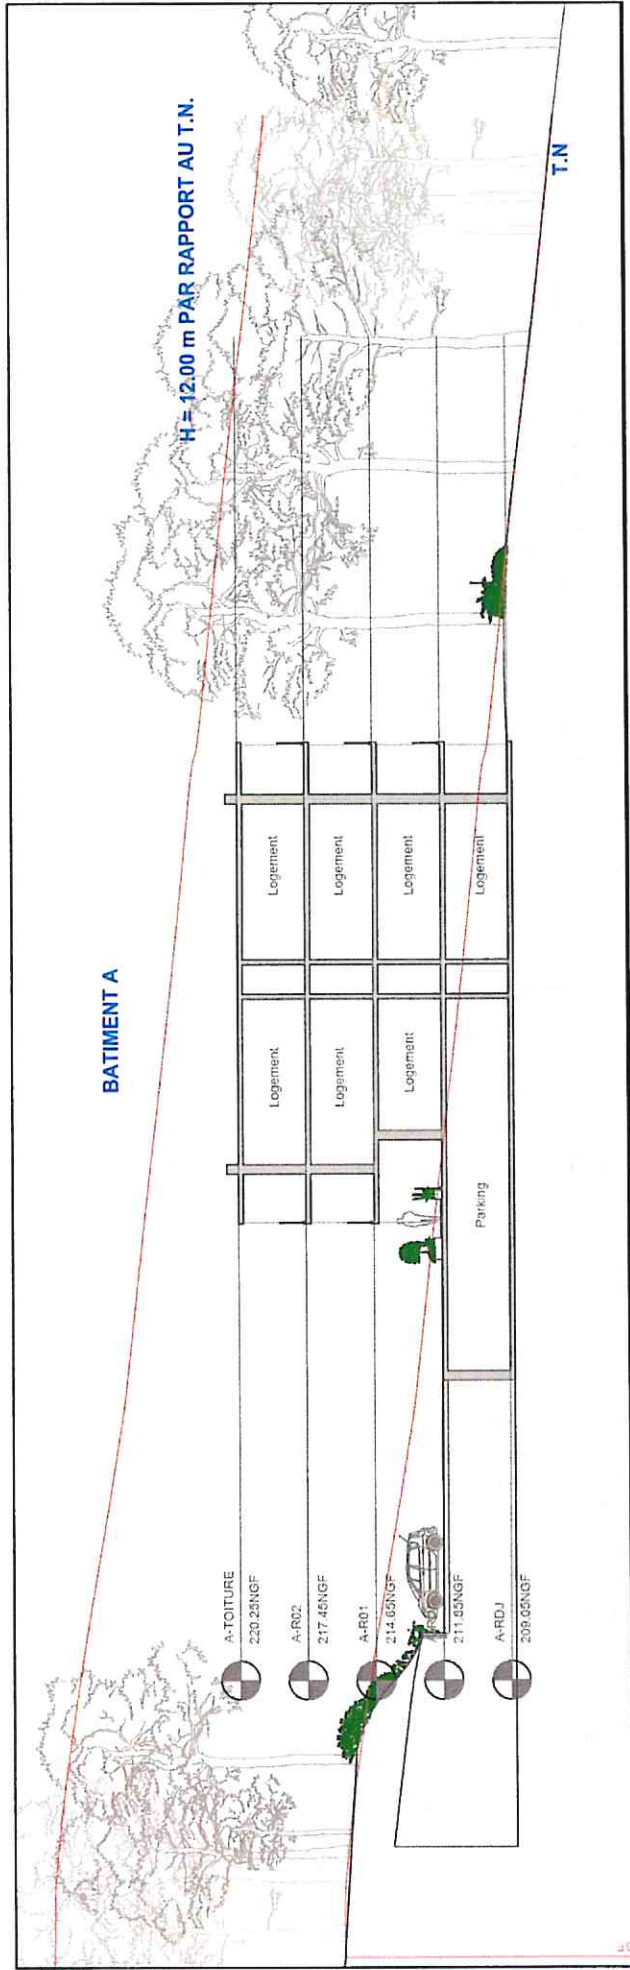 BATIMENT A
H = 12.00 m PAR RAPPORT AU T.N.
A-TOITURE
220.25NGF
A-R02
217.45NGF
A-R01
214.65NGF
211.85NGF
A-RDJ
209.05NGF
Logement
Logement
Logement
Logement
Logement
Logement
Logement
Parking
T.N